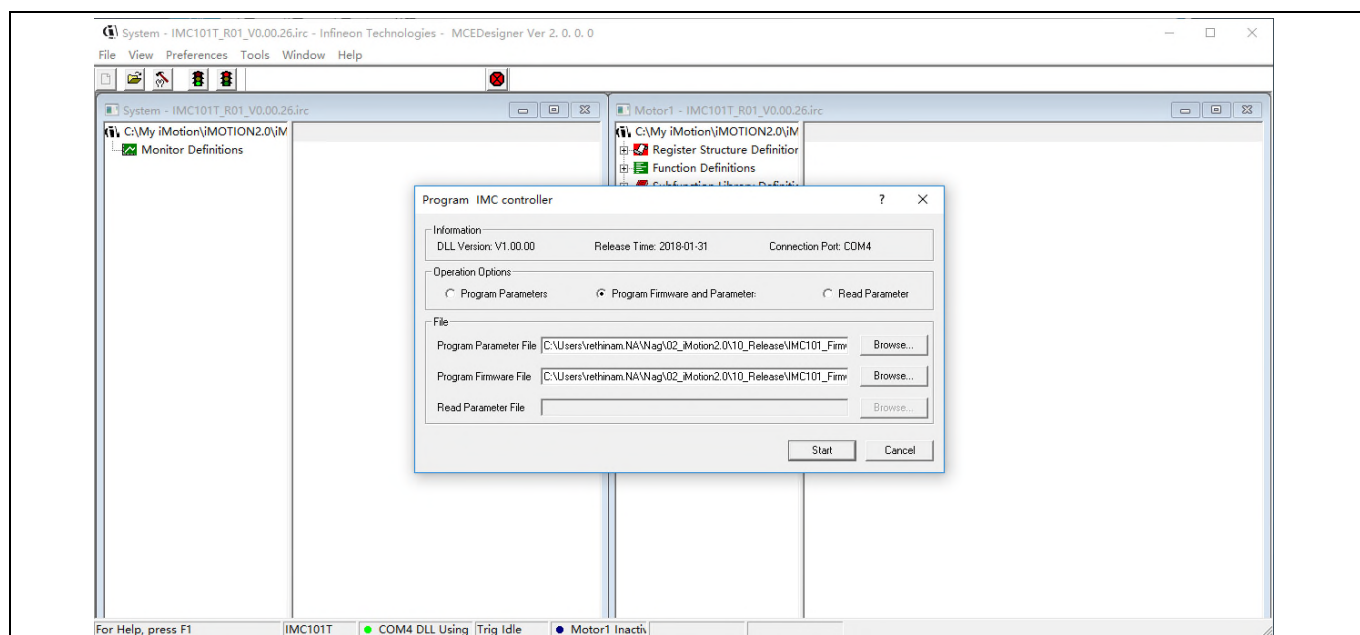 System - IMC101T_R01_V0.00.26.irc - Infineon Technologies - MCEDesigner Ver 2. 0. 0. 0
File View Preferences Tools Window Help
System - IMC101T_R01_V0.00.26.irc
C:\My iMotion\iMOTION2.0\iM
Monitor Definitions
Motor1 - IMC101T_R01_V0.00.26.irc
C:\My iMotion\iMOTION2.0\iM
Register Structure Definition
Function Definitions
Program IMC controller ?
Information
DLL Version: V1.00.00 Release Time: 2018-01-31 Connection Port: COM4
Operation Options
Program Parameters Program Firmware and Parameter: Read Parameter
File
Program Parameter File C:\Users\rethinam.NA\Nag\02_iMotion2.0\10_Release\IMC101_Firmw Browse...
Program Firmware File C:\Users\rethinam.NA\Nag\02_iMotion2.0\10_Release\IMC101_Firmw Browse...
Read Parameter File Browse...
Start Cancel
For Help, press F1 IMC101T COM4 DLL Using Trig Idle Motor1 Inacti